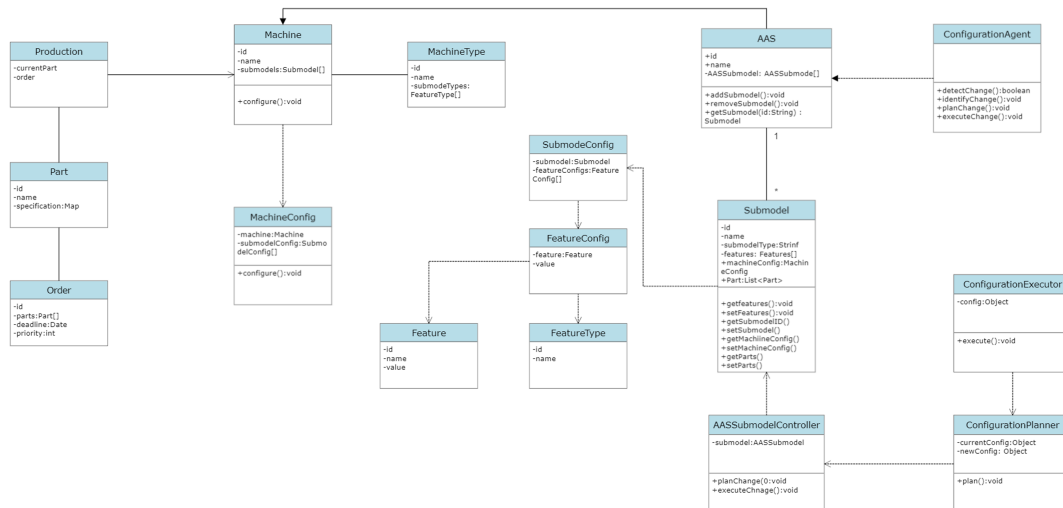 Production
-currentPart
-order
Machine
-id
-name
-submodels:Submodel[]
+configure():void
MachineType
-id
-name
-submodeTypes:
FeatureType[]
AAS
+id
+name
-AASSubmodel: AASSubmode[]
+addSubmodel():void
+removeSubmodel():void
+getSubmodel(id:String) :
Submodel
ConfigurationAgent
+detectChange():boolean
+identifyChange():void
+planChange():void
+executeChange():void
1
*
Part
-id
-name
-specification:Map
SubmodeConfig
-submodel:Submodel
-featureConfigs:Feature
Config[]
MachineConfig
-machine:Machine
-submodelConfig:Submo
delConfig[]
+configure():void
FeatureConfig
-feature:Feature
-value
Submodel
-id
-name
-submodelType:Strinf
-features: Features[]
+machineConfig:Machin
eConfig
+Part:List<Part>
+getfeatures():void
+setFeatures():void
+getSubmodelID()
+setSubmodel()
+getMachiineConfig()
+setMachineConfig()
+getParts()
+setParts()
Order
-id
-parts:Part[]
-deadline:Date
-priority:int
Feature
-id
-name
-value
FeatureType
-id
-name
ConfigurationExecutor
-config:Object
+execute():void
AASSubmodelController
-submodel:AASSubmodel
+planChange(0:void
+executeChnage():void
ConfigurationPlanner
-currentConfig:Object
-newConfig: Object
+plan():void